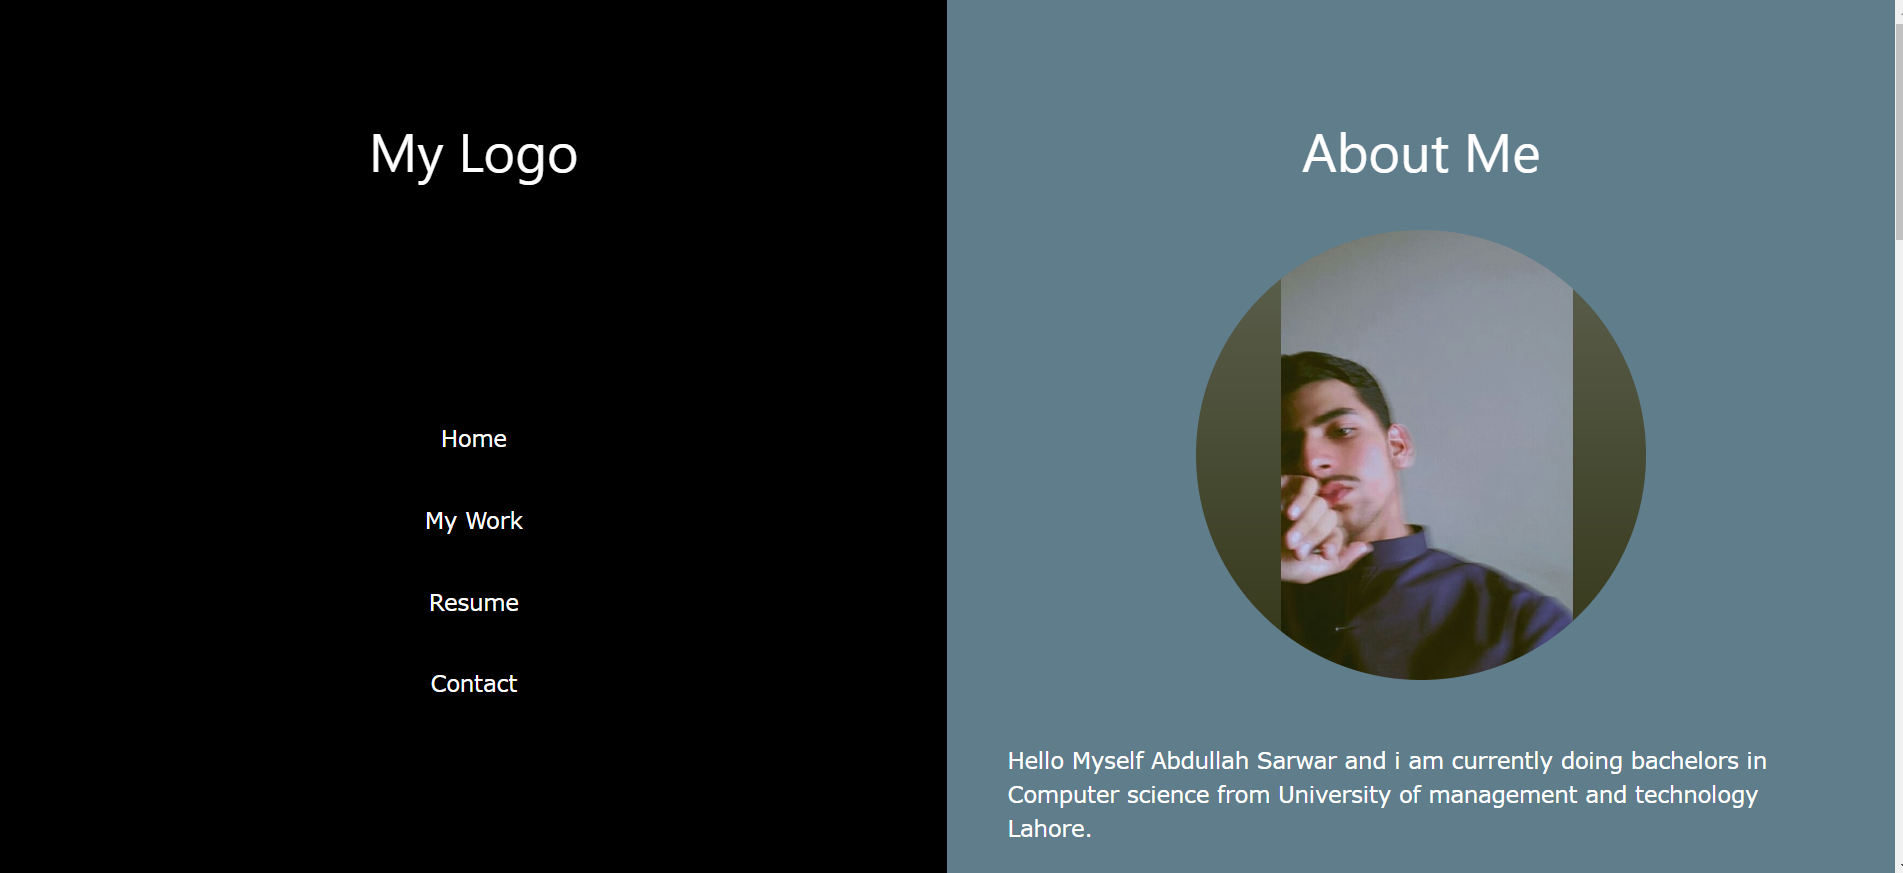 My Logo
Home
My Work
Resume
Contact
About Me
Hello Myself Abdullah Sarwar and i am currently doing bachelors in
Computer science from University of management and technology
Lahore.